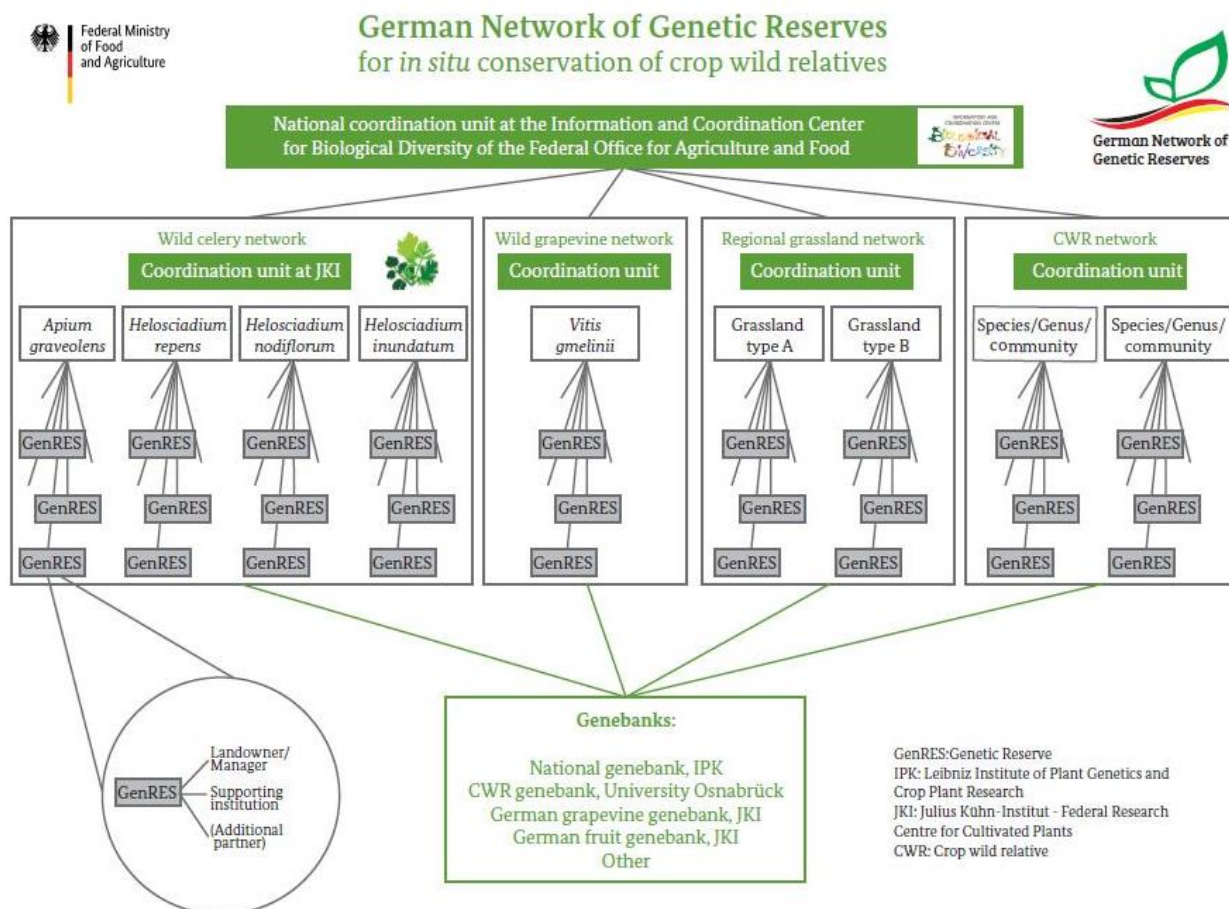 Federal Ministry
of Food
and Agriculture
German Network of Genetic Reserves
for in situ conservation of crop wild relatives
National coordination unit at the Information and Coordination Center
for Biological Diversity of the Federal Office for Agriculture and Food
INFORMATION AND
COORDINATION CENTRE
Biological
Diversity
German Network of
Genetic Reserves
Wild celery network
Coordination unit at JKI
Wild grapevine network
Coordination unit
Regional grassland network
Coordination unit
CWR network
Coordination unit
Apium
graveolens
Helosciadium
repens
Helosciadium
nodiflorum
Helosciadium
inundatum
Vitis
gmelinii
Grassland
type A
Grassland
type B
Species/Genus/
community
Species/Genus/
community
GenRES GenRES GenRES GenRES GenRES GenRES GenRES GenRES GenRES
GenRES GenRES GenRES GenRES GenRES GenRES GenRES GenRES GenRES
GenRES GenRES GenRES GenRES GenRES GenRES GenRES GenRES GenRES
GenRES
Landowner/
Manager
Supporting
institution
(Additional
partner)
Genebanks:
National genebank, IPK
CWR genebank, University Osnabrück
German grapevine genebank, JKI
German fruit genebank, JKI
Other
GenRES:Genetic Reserve
IPK: Leibniz Institute of Plant Genetics and
Crop Plant Research
JKI: Julius Kühn-Institut - Federal Research
Centre for Cultivated Plants
CWR: Crop wild relative